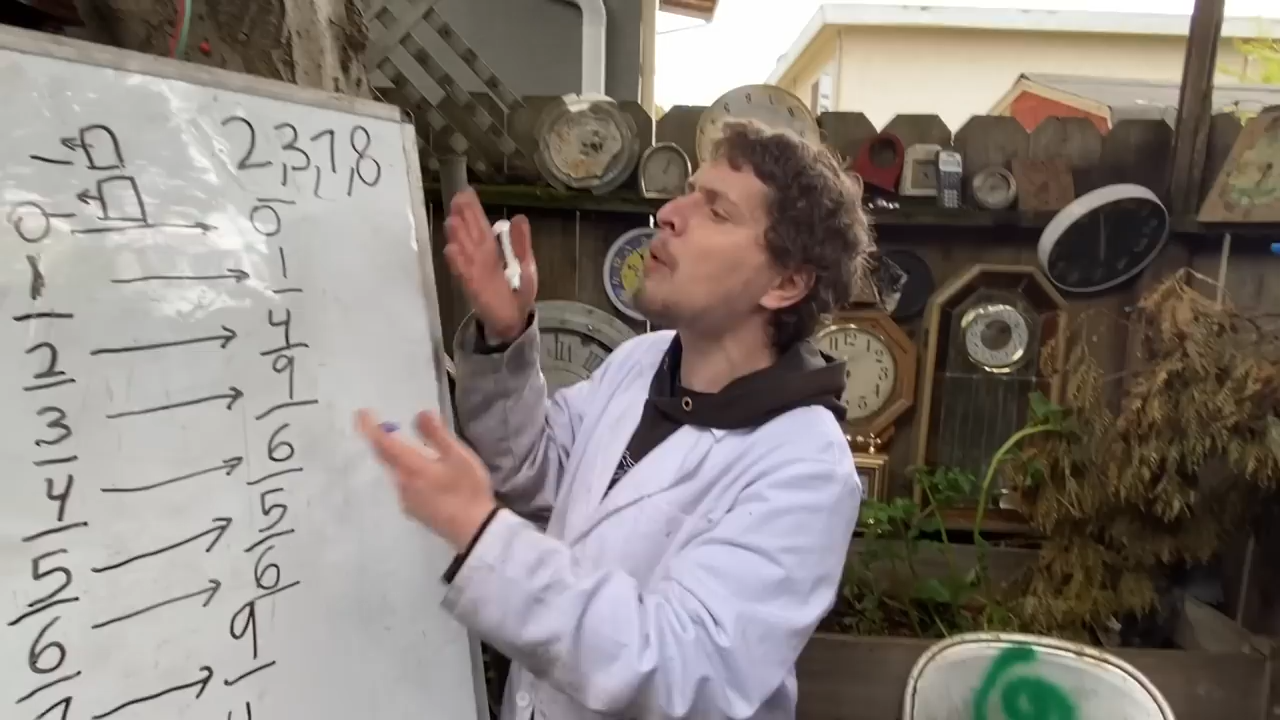 2,3,7,8
0 → 0
1 → 1
2 → 4
3 → 9
4 → 6
5 → 5
6 → 6
9